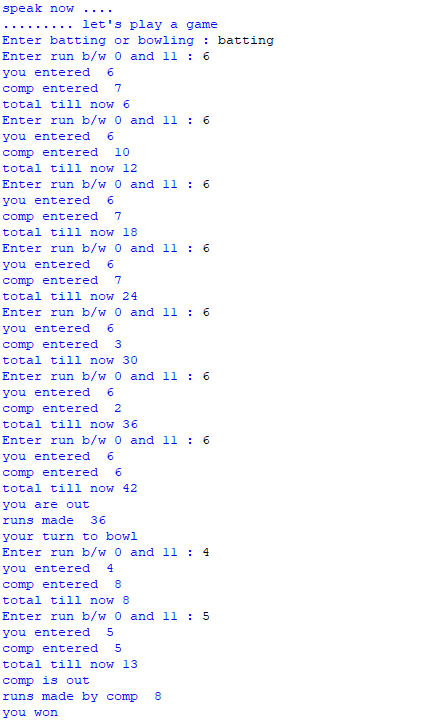 speak now ....
......... let's play a game
Enter batting or bowling : batting
Enter run b/w 0 and 11 : 6
you entered  6
comp entered  7
total till now 6
Enter run b/w 0 and 11 : 6
you entered  6
comp entered  10
total till now 12
Enter run b/w 0 and 11 : 6
you entered  6
comp entered  7
total till now 18
Enter run b/w 0 and 11 : 6
you entered  6
comp entered  7
total till now 24
Enter run b/w 0 and 11 : 6
you entered  6
comp entered  3
total till now 30
Enter run b/w 0 and 11 : 6
you entered  6
comp entered  2
total till now 36
Enter run b/w 0 and 11 : 6
you entered  6
comp entered  6
total till now 42
you are out
runs made  36
your turn to bowl
Enter run b/w 0 and 11 : 4
you entered  4
comp entered  8
total till now 8
Enter run b/w 0 and 11 : 5
you entered  5
comp entered  5
total till now 13
comp is out
runs made by comp  8
you won